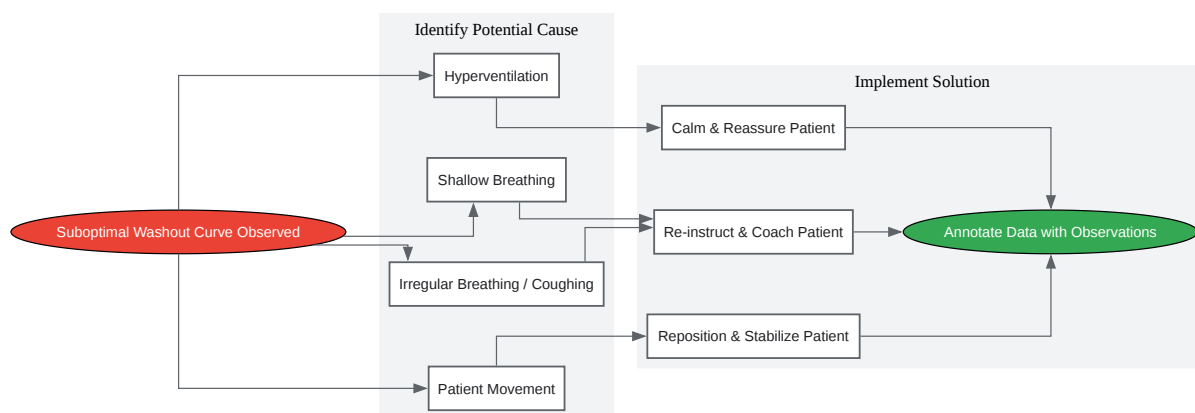 Identify Potential Cause
Hyperventilation
Implement Solution
Calm & Reassure Patient
Shallow Breathing
Suboptimal Washout Curve Observed
Re-instruct & Coach Patient
Annotate Data with Observations
Irregular Breathing / Coughing
Reposition & Stabilize Patient
Patient Movement